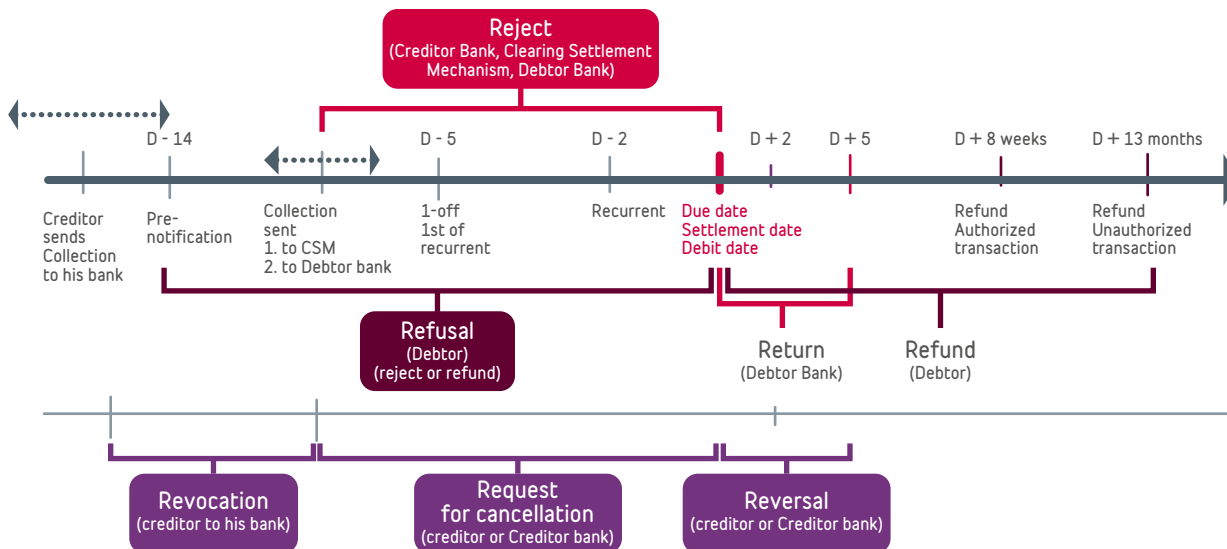 Reject
(Creditor Bank, Clearing Settlement
Mechanism, Debtor Bank)
D - 14
D - 5
D - 2
D + 2
D + 5
D + 8 weeks
D + 13 months
Creditor
sends
Collection
to his bank
Pre-
notification
Collection
sent
1. to CSM
2. to Debtor bank
1-off
1st of
recurrent
Recurrent
Due date
Settlement date
Debit date
Refund
Authorized
transaction
Refund
Unauthorized
transaction
Refusal
(Debtor)
(reject or refund)
Return
(Debtor Bank)
Refund
(Debtor)
Revocation
(creditor to his bank)
Request
for cancellation
(creditor or Creditor bank)
Reversal
(creditor or Creditor bank)